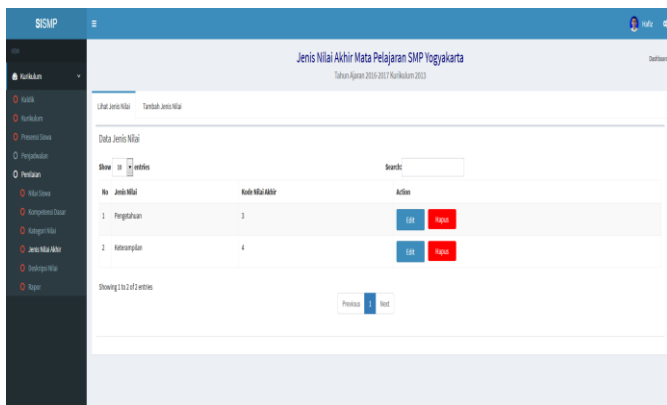 SISMP
Hafiz
Kurikulum
Jenis Nilai Akhir Mata Pelajaran SMP Yogyakarta
Tahun Ajaran 2016-2017 Kurikulum 2013
Dashboard
Kaldik
Kurikulum
Presensi Siswa
Penjadwalan
Penilaian
Nilai Siswa
Kompetensi Dasar
Kategori Nilai
Jenis Nilai Akhir
Deskripsi Nilai
Rapor
Lihat Jenis Nilai Tambah Jenis Nilai
Data Jenis Nilai
Show 10 entries Search:
No Jenis Nilai Kode Nilai Akhir Action
1 Pengetahuan 3 Edit Hapus
2 Keterampilan 4 Edit Hapus
Showing 1 to 2 of 2 entries
Previous 1 Next